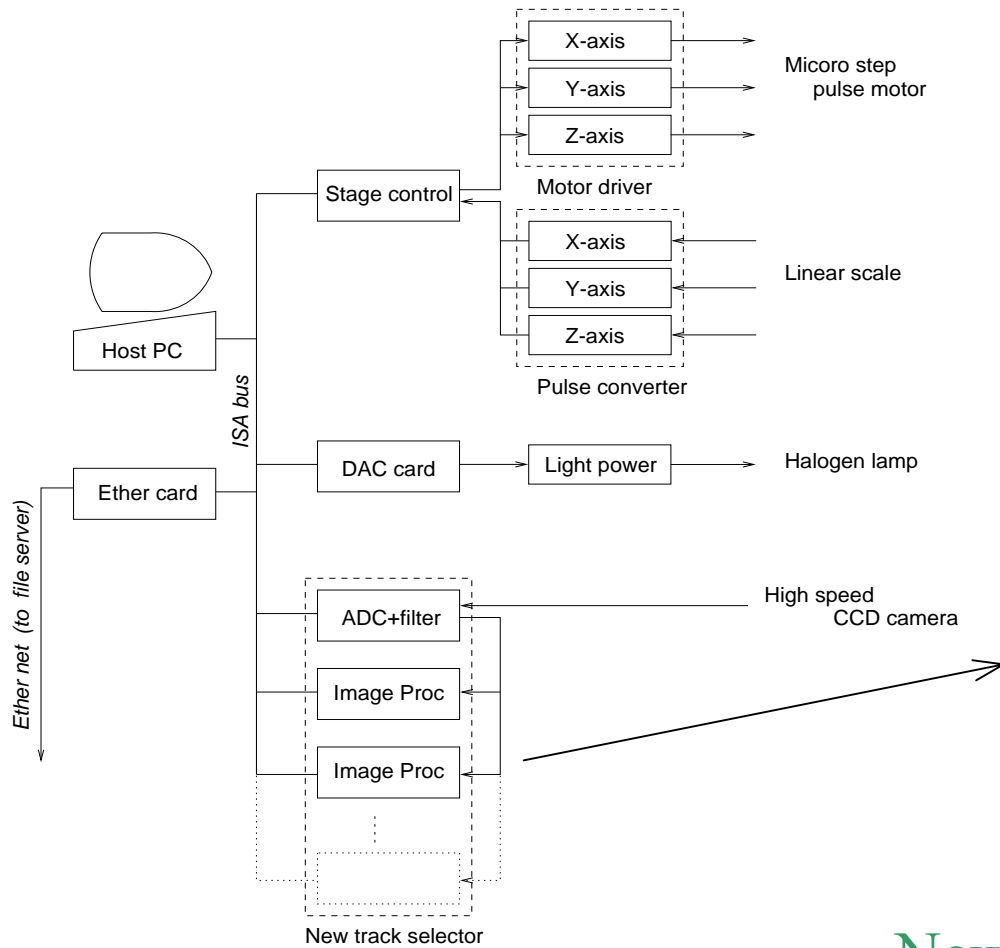 X-axis
Y-axis
Z-axis
Motor driver
Micoro step
pulse motor
Stage control
X-axis
Y-axis
Z-axis
Pulse converter
Linear scale
Host PC
ISA bus
DAC card
Light power
Halogen lamp
Ether card
Ether net (to file server)
High speed
CCD camera
ADC+filter
Image Proc
Image Proc
New track selector